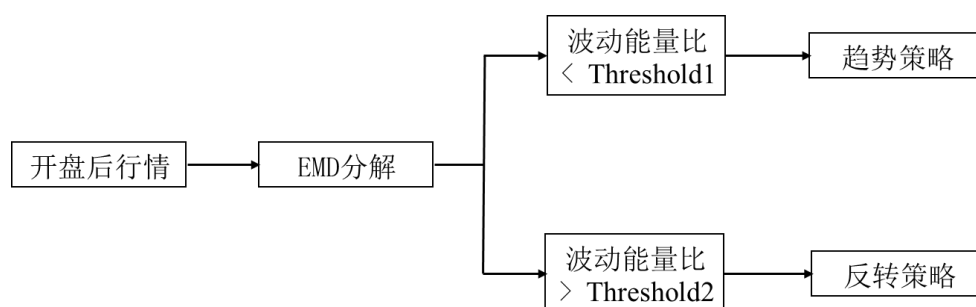 波动能量比
< Threshold1
趋势策略
开盘后行情
EMD分解
波动能量比
> Threshold2
反转策略